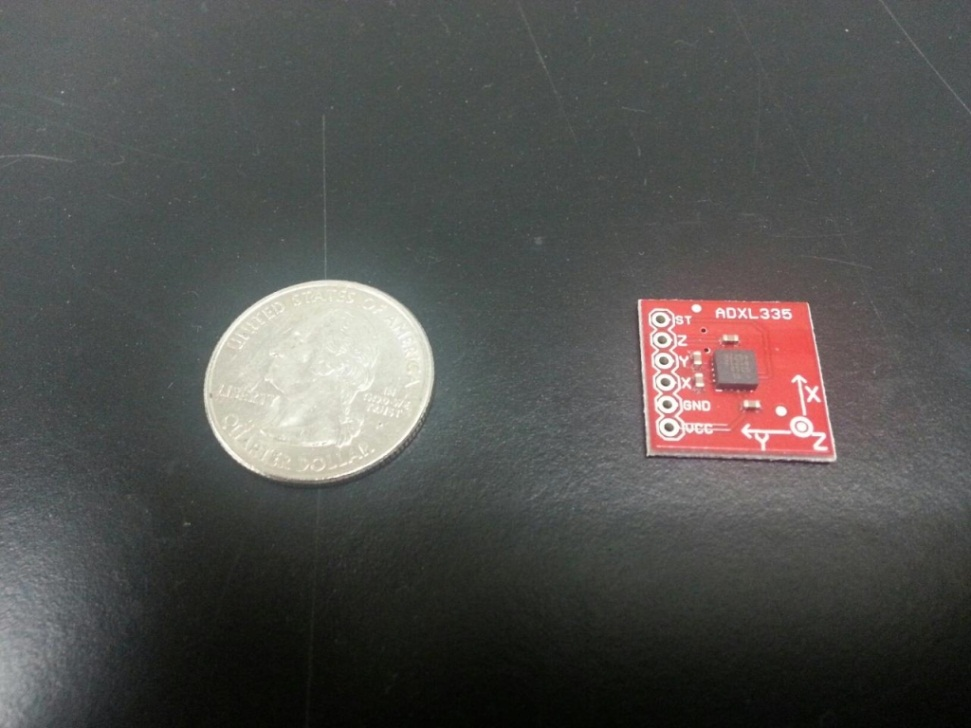 UNITED STATES OF AMERICA
LIBERTY
IN
GOD WE
TRUST
QUARTER DOLLAR
ADXL335
ST
Z
Y
X
GND
VCC
X
Y
Z